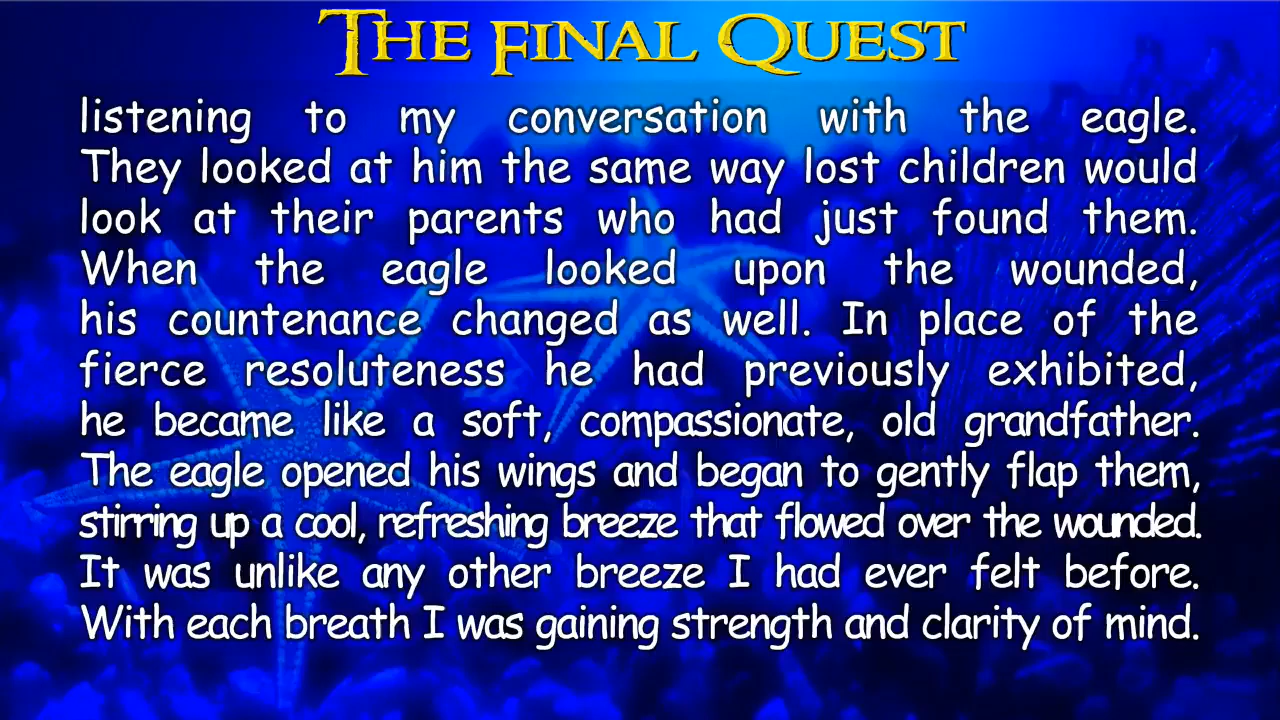 The Final Quest
listening to my conversation with the eagle.
They looked at him the same way lost children would
look at their parents who had just found them.
When the eagle looked upon the wounded,
his countenance changed as well. In place of the
fierce resoluteness he had previously exhibited,
he became like a soft, compassionate, old grandfather.
The eagle opened his wings and began to gently flap them,
stirring up a cool, refreshing breeze that flowed over the wounded.
It was unlike any other breeze I had ever felt before.
With each breath I was gaining strength and clarity of mind.